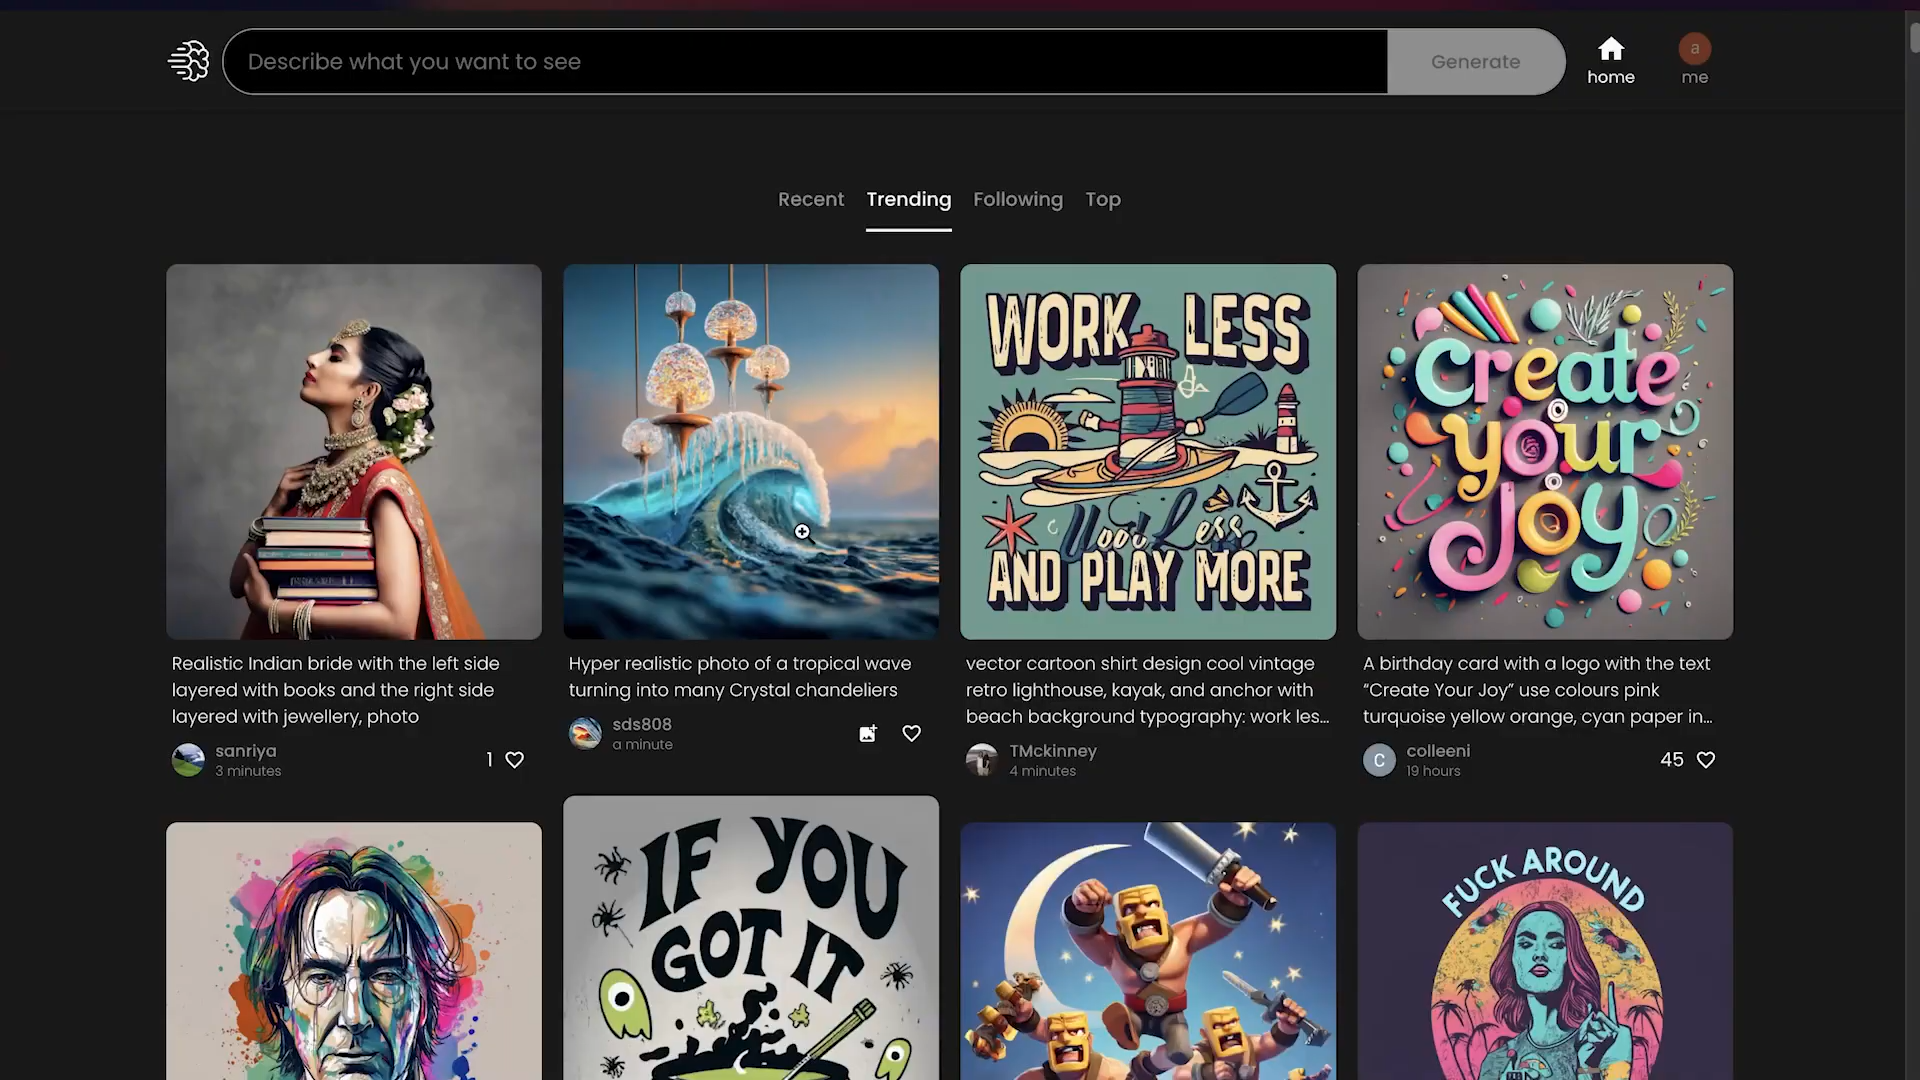 Describe what you want to see
Generate
home
a
me
Recent
Trending
Following
Top
WORK LESS
AND PLAY MORE
Create
your
Joy
Realistic Indian bride with the left side
layered with books and the right side
layered with jewellery, photo
sanriya
3 minutes
1
Hyper realistic photo of a tropical wave
turning into many Crystal chandeliers
sds808
a minute
vector cartoon shirt design cool vintage
retro lighthouse, kayak, and anchor with
beach background typography: work les...
TMckinney
4 minutes
A birthday card with a logo with the text
“Create Your Joy” use colours pink
turquoise yellow orange, cyan paper in...
C
colleeni
19 hours
45
IF YOU
GOT IT
FUCK AROUND